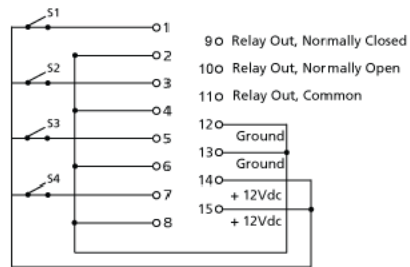 S1
1
2
S2
3
4
S3
5
6
S4
7
8
9 Relay Out, Normally Closed
10 Relay Out, Normally Open
11 Relay Out, Common
12
Ground
13
Ground
14
+ 12Vdc
15
+ 12Vdc